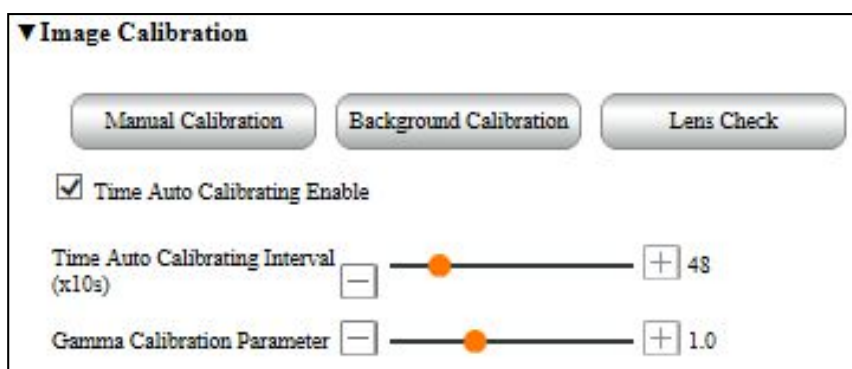 ▼Image Calibration
Manual Calibration Background Calibration Lens Check
Time Auto Calibrating Enable
Time Auto Calibrating Interval
(x10s) 48
Gamma Calibration Parameter 1.0